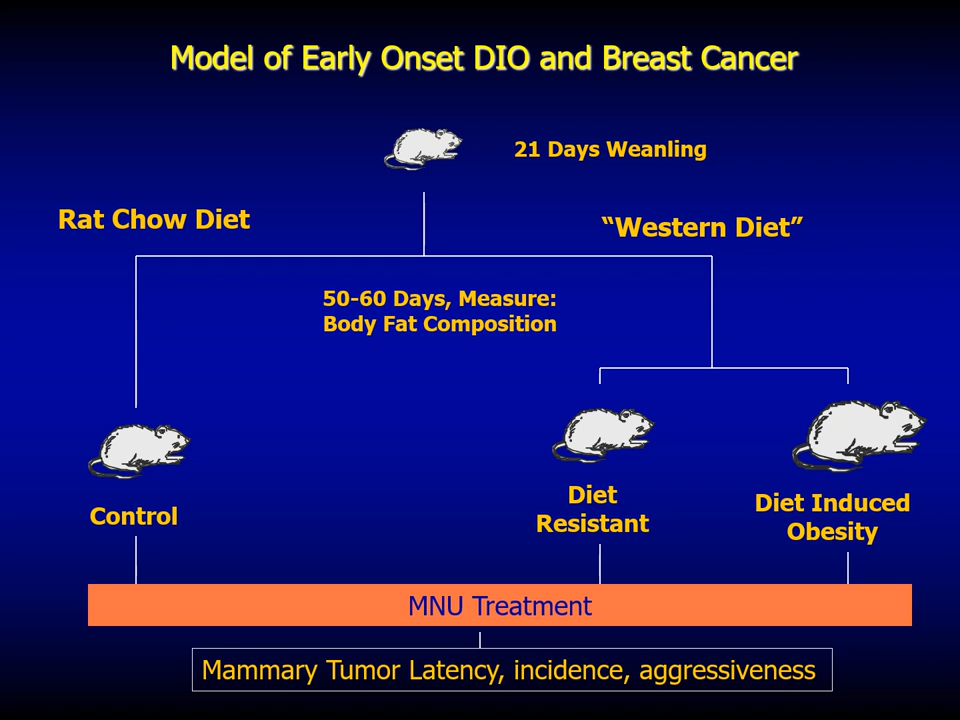 Model of Early Onset DIO and Breast Cancer
21 Days Weanling
Rat Chow Diet
“Western Diet”
50-60 Days, Measure:
Body Fat Composition
Control
Diet
Resistant
Diet Induced
Obesity
MNU Treatment
Mammary Tumor Latency, incidence, aggressiveness